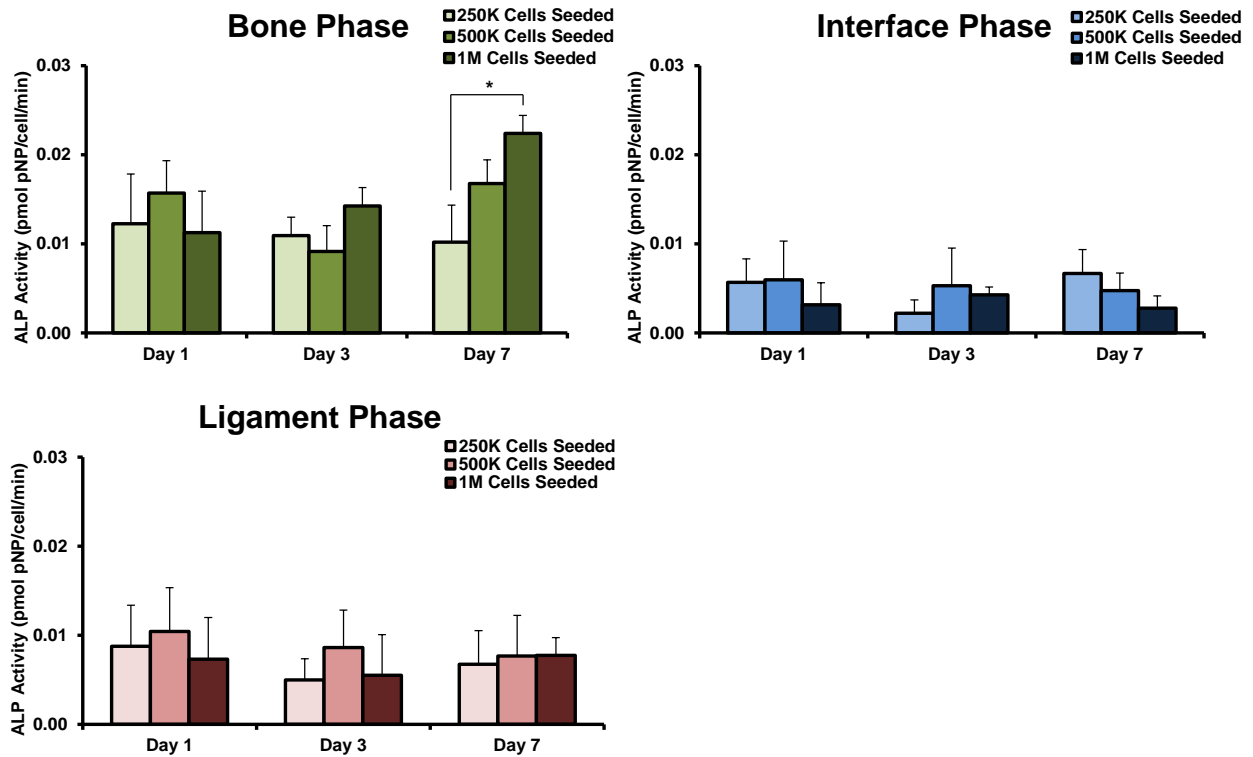 Bone Phase
250K Cells Seeded
500K Cells Seeded
1M Cells Seeded
ALP Activity (pmol pNP/cell/min)
0.03
0.02
0.01
0.00
*
Day 1 Day 3 Day 7
Interface Phase
250K Cells Seeded
500K Cells Seeded
1M Cells Seeded
ALP Activity (pmol pNP/cell/min)
0.03
0.02
0.01
0.00
Day 1 Day 3 Day 7
Ligament Phase
250K Cells Seeded
500K Cells Seeded
1M Cells Seeded
ALP Activity (pmol pNP/cell/min)
0.03
0.02
0.01
0.00
Day 1 Day 3 Day 7